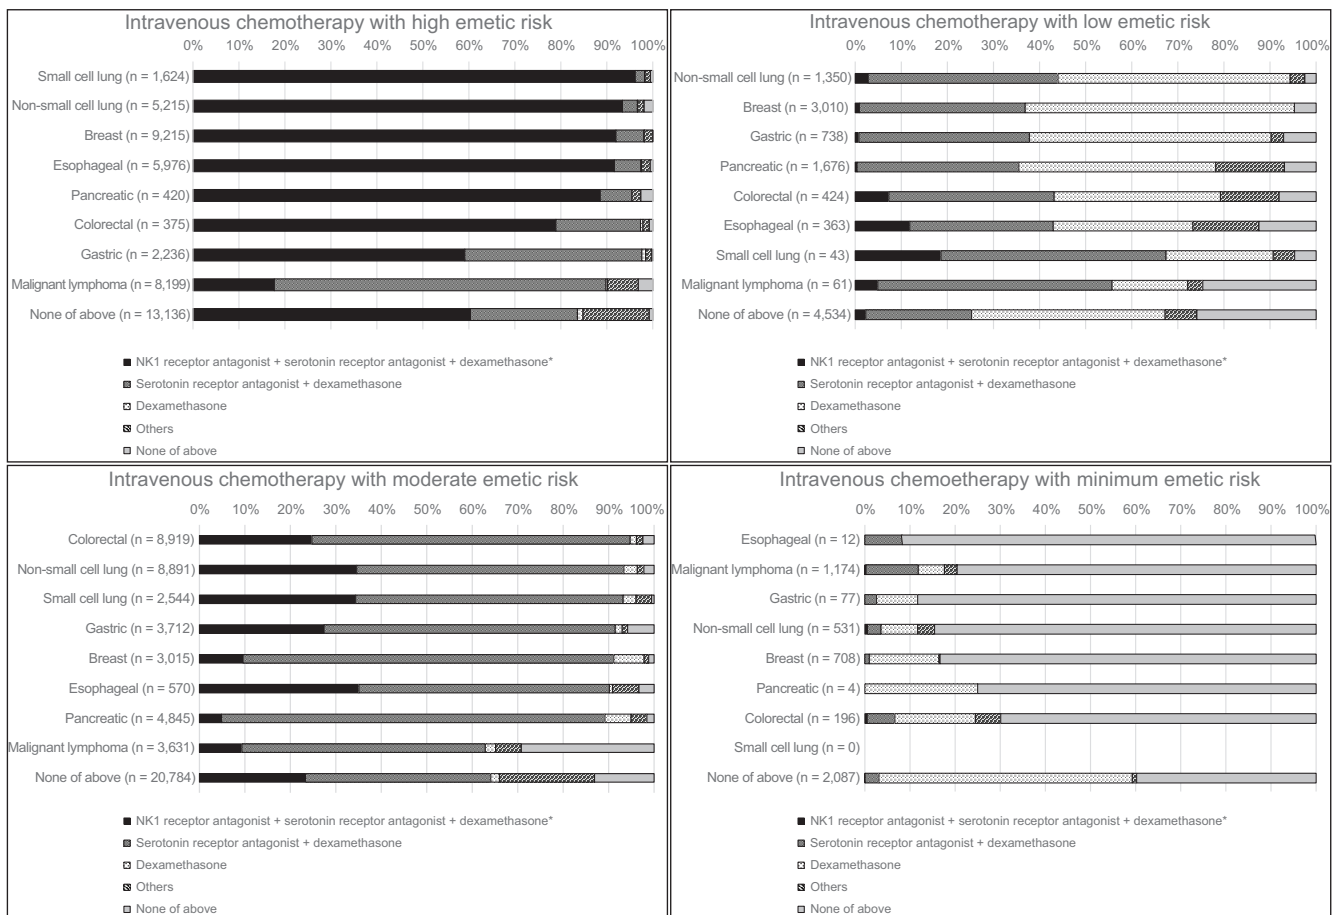 Intravenous chemotherapy with high emetic risk
0% 10% 20% 30% 40% 50% 60% 70% 80% 90% 100%
Small cell lung (n = 1,624)
Non-small cell lung (n = 5,215)
Breast (n = 9,215)
Esophageal (n = 5,976)
Pancreatic (n = 420)
Colorectal (n = 375)
Gastric (n = 2,236)
Malignant lymphoma (n = 8,199)
None of above (n = 13,136)
NK1 receptor antagonist + serotonin receptor antagonist + dexamethasone*
Serotonin receptor antagonist + dexamethasone
Dexamethasone
Others
None of above
Intravenous chemotherapy with low emetic risk
0% 10% 20% 30% 40% 50% 60% 70% 80% 90% 100%
Non-small cell lung (n = 1,350)
Breast (n = 3,010)
Gastric (n = 738)
Pancreatic (n = 1,676)
Colorectal (n = 424)
Esophageal (n = 363)
Small cell lung (n = 43)
Malignant lymphoma (n = 61)
None of above (n = 4,534)
NK1 receptor antagonist + serotonin receptor antagonist + dexamethasone*
Serotonin receptor antagonist + dexamethasone
Dexamethasone
Others
None of above
Intravenous chemotherapy with moderate emetic risk
0% 10% 20% 30% 40% 50% 60% 70% 80% 90% 100%
Colorectal (n = 8,919)
Non-small cell lung (n = 8,891)
Small cell lung (n = 2,544)
Gastric (n = 3,712)
Breast (n = 3,015)
Esophageal (n = 570)
Pancreatic (n = 4,845)
Malignant lymphoma (n = 3,631)
None of above (n = 20,784)
NK1 receptor antagonist + serotonin receptor antagonist + dexamethasone*
Serotonin receptor antagonist + dexamethasone
Dexamethasone
Others
None of above
Intravenous chemoetherapy with minimum emetic risk
0% 10% 20% 30% 40% 50% 60% 70% 80% 90% 100%
Esophageal (n = 12)
Malignant lymphoma (n = 1,174)
Gastric (n = 77)
Non-small cell lung (n = 531)
Breast (n = 708)
Pancreatic (n = 4)
Colorectal (n = 196)
Small cell lung (n = 0)
None of above (n = 2,087)
NK1 receptor antagonist + serotonin receptor antagonist + dexamethasone*
Serotonin receptor antagonist + dexamethasone
Dexamethasone
Others
None of above